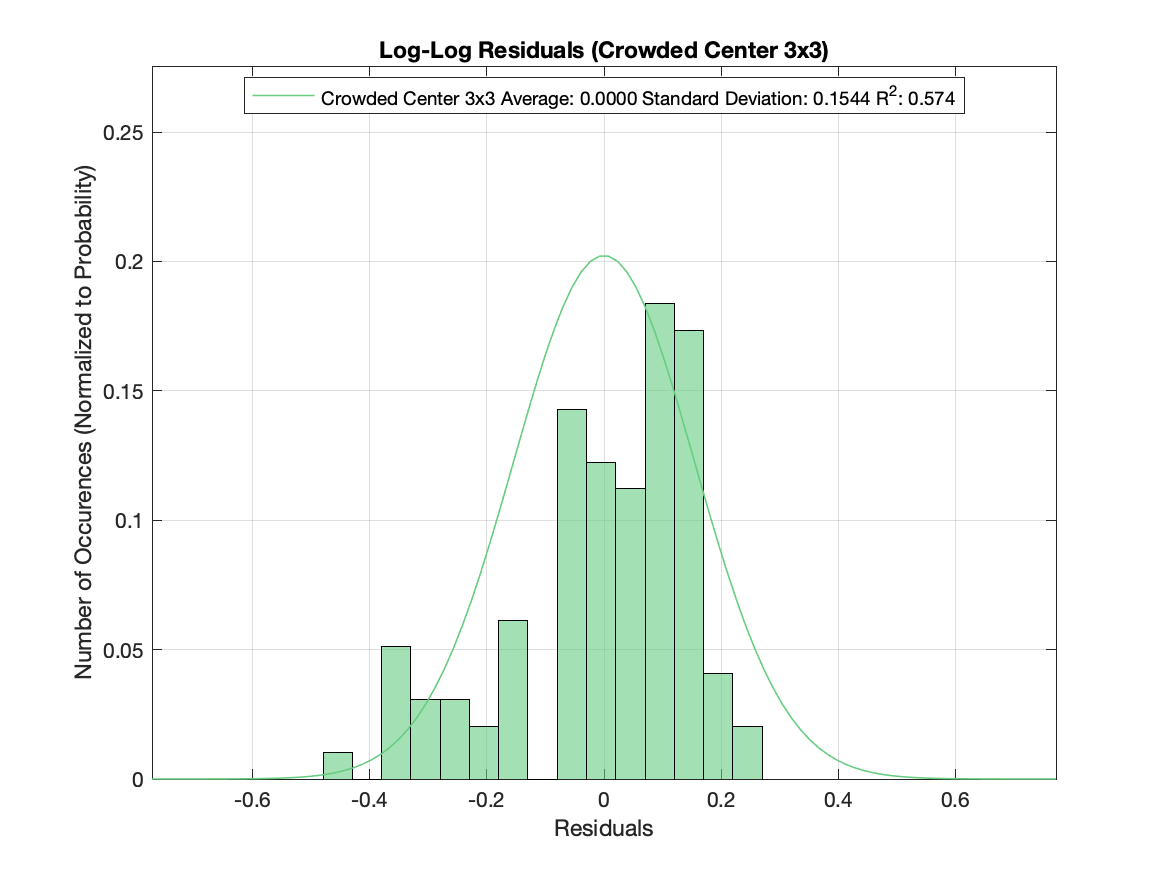 Log-Log Residuals (Crowded Center 3x3)
Crowded Center 3x3 Average: 0.0000 Standard Deviation: 0.1544 R²: 0.574
Number of Occurences (Normalized to Probability)
0.25
0.2
0.15
0.1
0.05
0
-0.6 -0.4 -0.2 0 0.2 0.4 0.6
Residuals